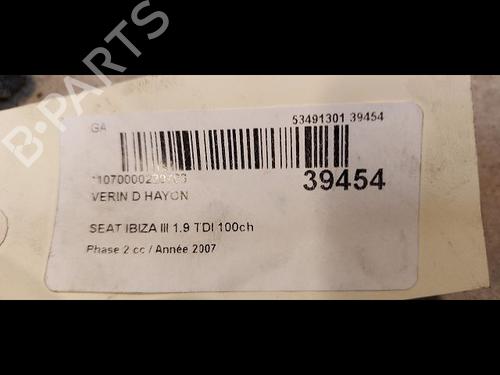 B-PARTS
GA
53491301 39454
39454
VERIN D HAYON
SEAT IBIZA III 1.9 TDI 100ch
Phase 2 cc / Année 2007